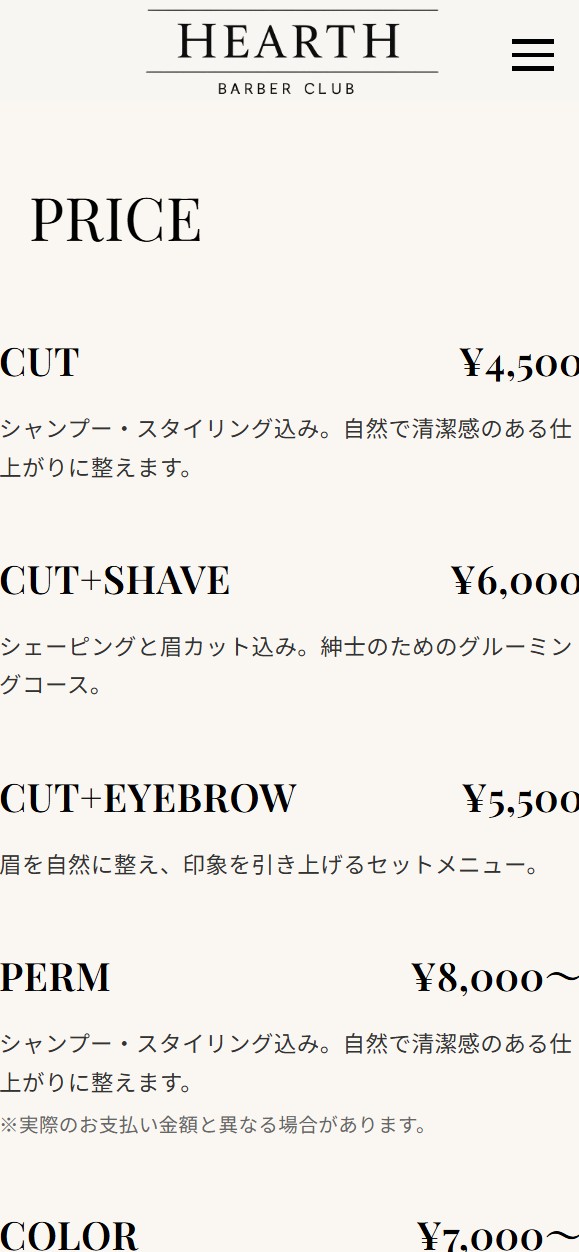 HEARTH
BARBER CLUB
PRICE
CUT ¥4,500
シャンプー・スタイリング込み。自然で清潔感のある仕
上がりに整えます。
CUT+SHAVE ¥6,000
シェービングと眉カット込み。紳士のためのグルーミン
グコース。
CUT+EYEBROW ¥5,500
眉を自然に整え、印象を引き上げるセットメニュー。
PERM ¥8,000〜
シャンプー・スタイリング込み。自然で清潔感のある仕
上がりに整えます。
※実際のお支払い金額と異なる場合があります。
COLOR ¥7,000〜